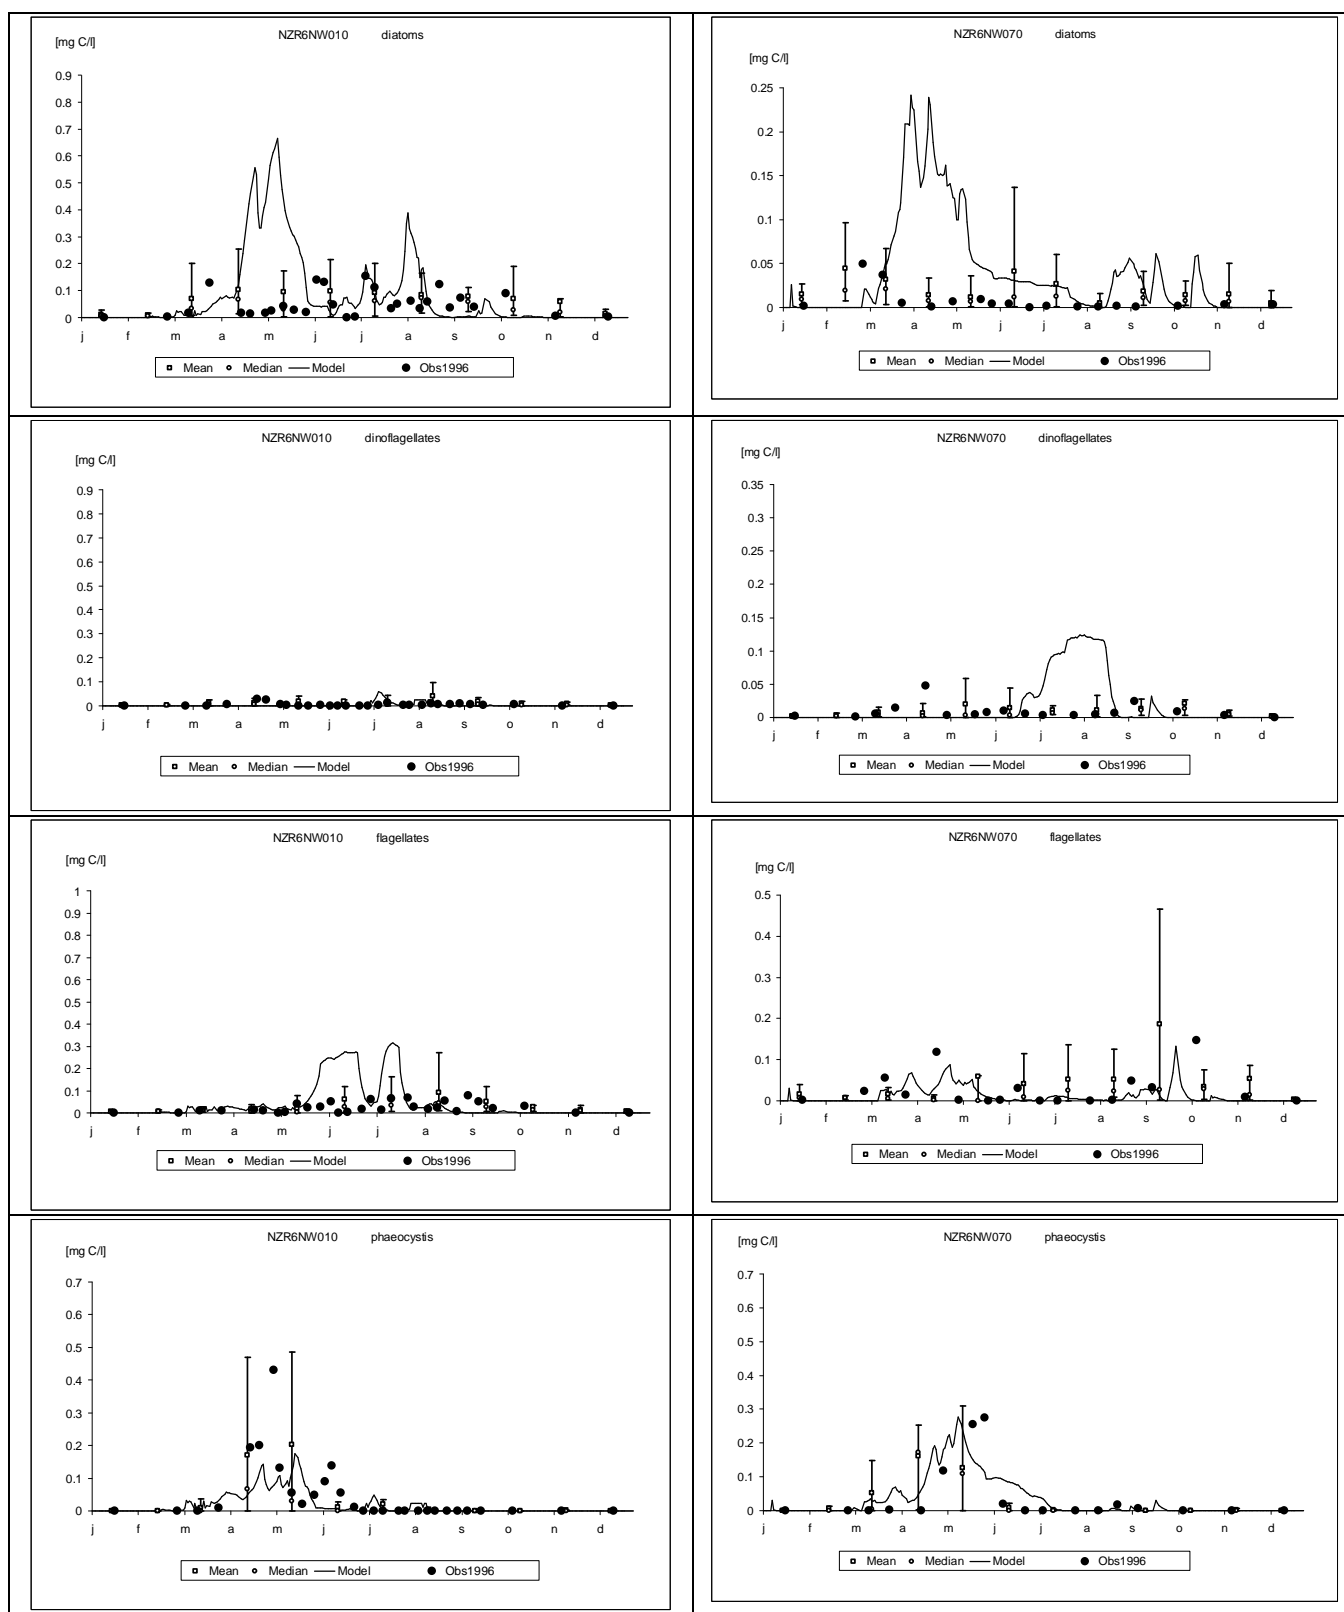 NZR6NW010 diatoms
[mg C/l]
0.9
0.8
0.7
0.6
0.5
0.4
0.3
0.2
0.1
0
j f m a m j j a s o n d
Mean Median Model Obs1996
NZR6NW070 diatoms
[mg C/l]
0.25
0.2
0.15
0.1
0.05
0
j f m a m j j a s o n d
Mean Median Model Obs1996
NZR6NW010 dinoflagellates
[mg C/l]
0.9
0.8
0.7
0.6
0.5
0.4
0.3
0.2
0.1
0
j f m a m j j a s o n d
Mean Median Model Obs1996
NZR6NW070 dinoflagellates
[mg C/l]
0.35
0.3
0.25
0.2
0.15
0.1
0.05
0
j f m a m j j a s o n d
Mean Median Model Obs1996
NZR6NW010 flagellates
[mg C/l]
1
0.9
0.8
0.7
0.6
0.5
0.4
0.3
0.2
0.1
0
j f m a m j j a s o n d
Mean Median Model Obs1996
NZR6NW070 flagellates
[mg C/l]
0.5
0.4
0.3
0.2
0.1
0
j f m a m j j a s o n d
Mean Median Model Obs1996
NZR6NW010 phaeocystis
[mg C/l]
0.7
0.6
0.5
0.4
0.3
0.2
0.1
0
j f m a m j j a s o n d
Mean Median Model Obs1996
NZR6NW070 phaeocystis
[mg C/l]
0.7
0.6
0.5
0.4
0.3
0.2
0.1
0
j f m a m j j a s o n d
Mean Median Model Obs1996